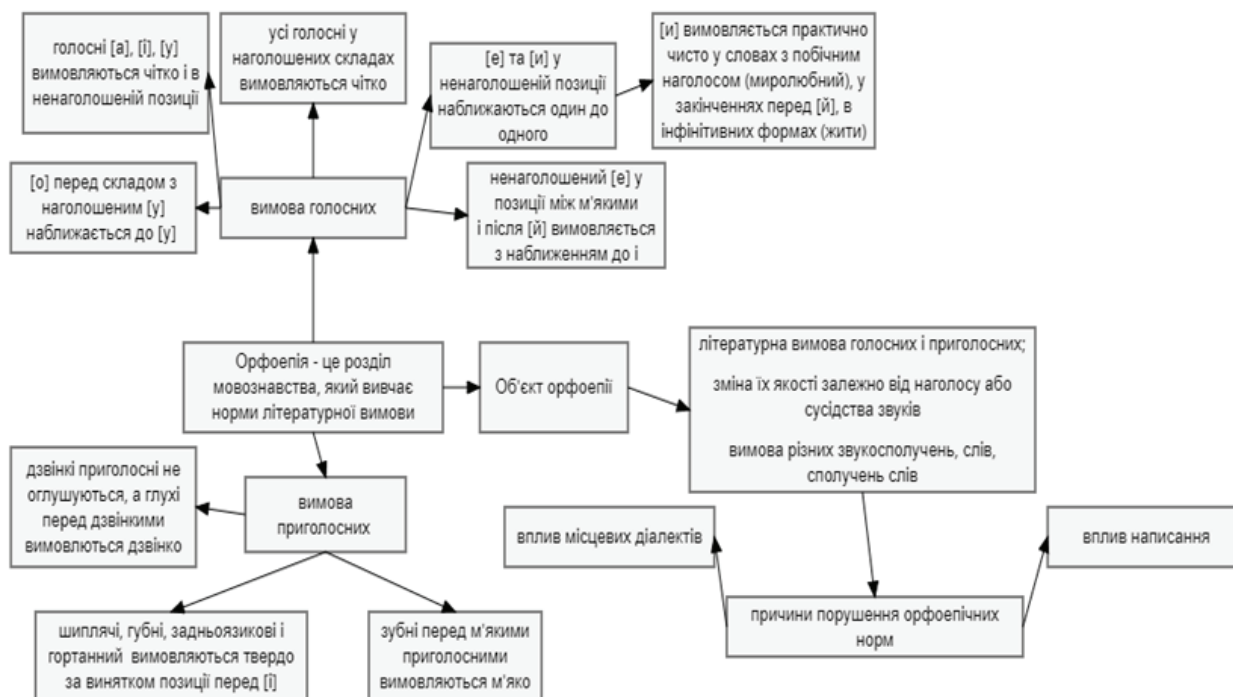 голосні [а], [і], [у]
вимовляються чітко і в
ненаголошеній позиції
усі голосні у
наголошених складах
вимовляються чітко
[е] та [и] у
ненаголошеній позиції
наближаються один до
одного
[и] вимовляється практично
чисто у словах з побічним
наголосом (миролюбний), у
закінченнях перед [й], в
інфінітивних формах (жити)
[о] перед складом з
наголошеним [у]
наближається до [у]
вимова голосних
ненаголошений [е] у
позиції між м'якими
і після [й] вимовляється
з наближенням до і
Орфоепія - це розділ
мовознавства, який вивчає
норми літературної вимови
Об'єкт орфоепії
літературна вимова голосних і приголосних;
зміна їх якості залежно від наголосу або
сусідства звуків
вимова різних звукосполучень, слів,
сполучень слів
дзвінкі приголосні не
оглушуються, а глухі
перед дзвінкими
вимовлються дзвінко
вимова
приголосних
вплив місцевих діалектів
вплив написання
шиплячі, губні, задньоязикові і
гортанний вимовляються твердо
за винятком позиції перед [і]
зубні перед м'якими
приголосними
вимовляються м'яко
причини порушення орфоепічних
норм